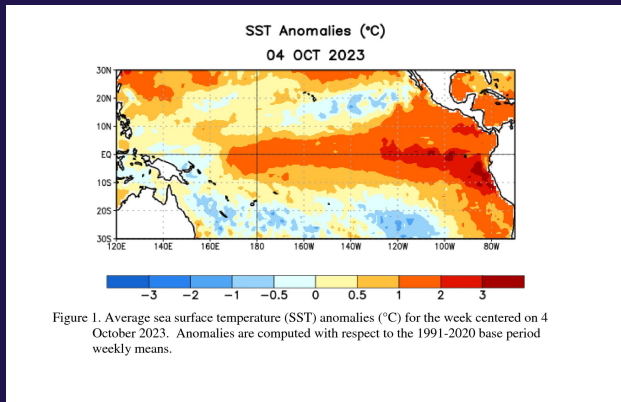 SST Anomalies (°C)
04 OCT 2023
30N
20N
10N
EQ
10S
20S
30S
120E 140E 160E 180 160W 140W 120W 100W 80W
-3 -2 -1 -0.5 0 0.5 1 2 3
Figure 1. Average sea surface temperature (SST) anomalies (°C) for the week centered on 4
October 2023. Anomalies are computed with respect to the 1991-2020 base period
weekly means.